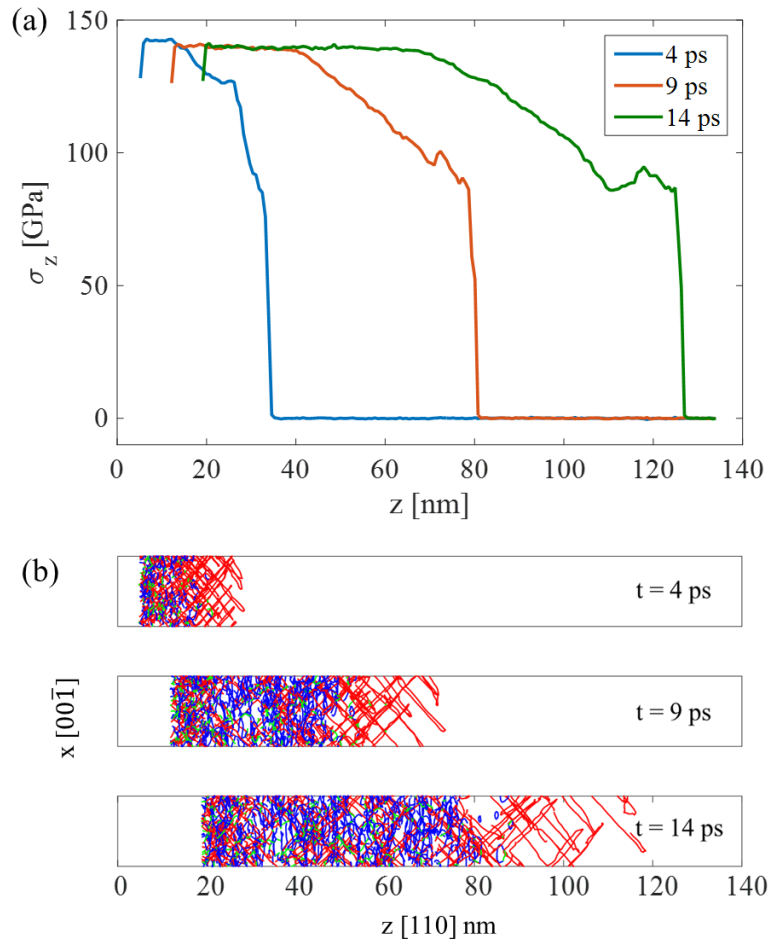 (a)
150
100
50
0
σ_z [GPa]
4 ps
9 ps
14 ps
0 20 40 60 80 100 120 140
z [nm]
(b)
t = 4 ps
x [001̄]
t = 9 ps
t = 14 ps
0 20 40 60 80 100 120 140
z [110] nm